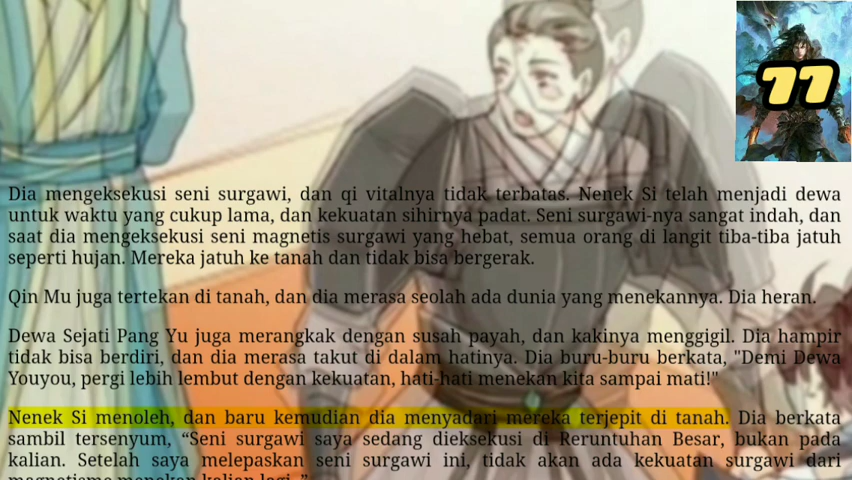 77
Dia mengeksekusi seni surgawi, dan qi vitalnya tidak terbatas. Nenek Si telah menjadi dewa
untuk waktu yang cukup lama, dan kekuatan sihirnya padat. Seni surgawi-nya sangat indah, dan
saat dia mengeksekusi seni magnetis surgawi yang hebat, semua orang di langit tiba-tiba jatuh
seperti hujan. Mereka jatuh ke tanah dan tidak bisa bergerak.
Qin Mu juga tertekan di tanah, dan dia merasa seolah ada dunia yang menekannya. Dia heran.
Dewa Sejati Pang Yu juga merangkak dengan susah payah, dan kakinya menggigil. Dia hampir
tidak bisa berdiri, dan dia merasa takut di dalam hatinya. Dia buru-buru berkata, "Demi Dewa
Youyou, pergi lebih lembut dengan kekuatan, hati-hati menekan kita sampai mati!"
Nenek Si menoleh, dan baru kemudian dia menyadari mereka terjepit di tanah. Dia berkata
sambil tersenyum, “Seni surgawi saya sedang dieksekusi di Reruntuhan Besar, bukan pada
kalian. Setelah saya melepaskan seni surgawi ini, tidak akan ada kekuatan surgawi dari
magnetisme menekan kalian lagi.”